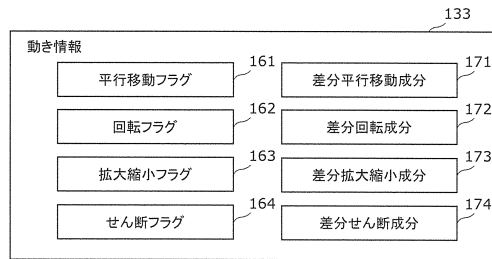 133
動き情報
平行移動フラグ 161 差分平行移動成分 171
回転フラグ 162 差分回転成分 172
拡大縮小フラグ 163 差分拡大縮小成分 173
せん断フラグ 164 差分せん断成分 174